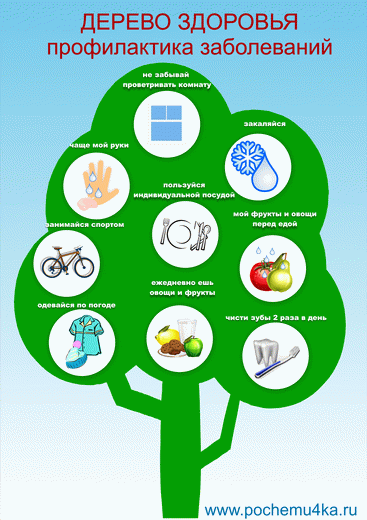 ДЕРЕВО ЗДОРОВЬЯ
профилактика заболеваний
не забывай
проветривать комнату
закаляйся
чаще мой руки
пользуйся
индивидуальной посудой
мой фрукты и овощи
перед едой
занимайся спортом
ежедневно ешь
овощи и фрукты
одевайся по погоде
чисти зубы 2 раза в день
www.pochemu4ka.ru